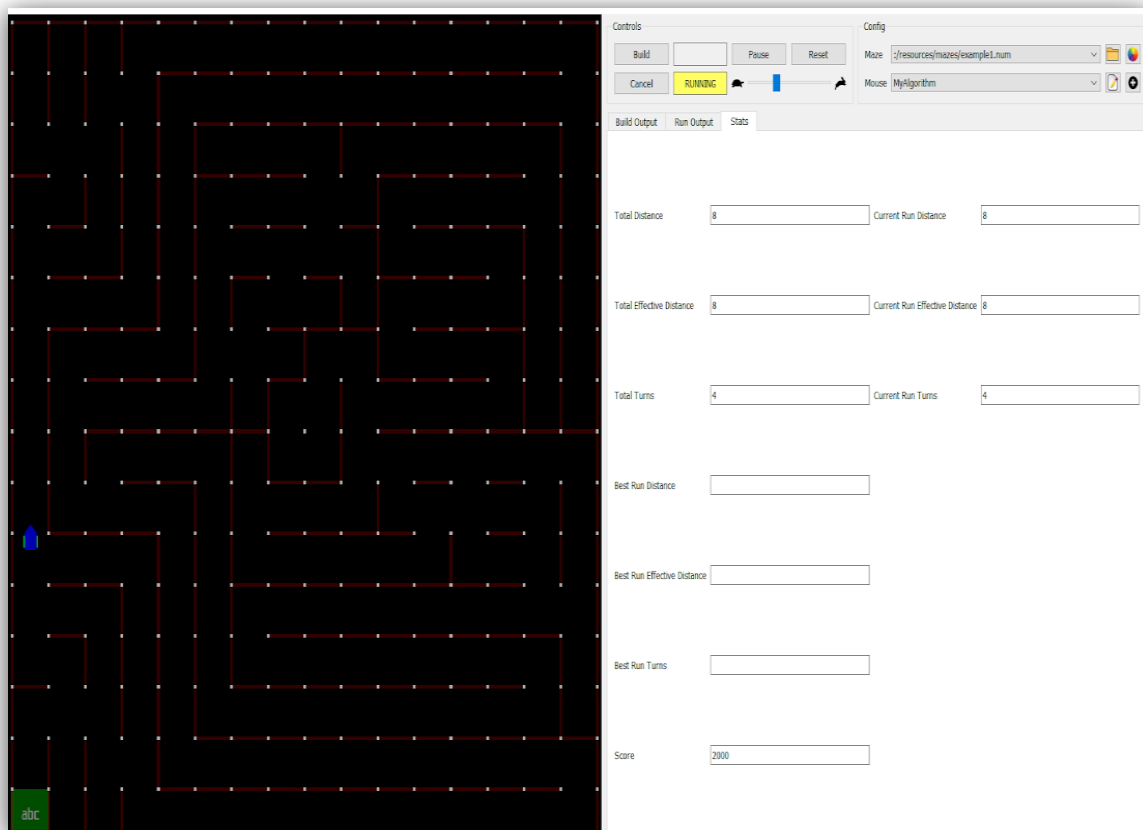 Controls
Config
Build
Pause
Reset
Maze
:/resources/mazes/example1.num
Cancel
RUNNING
Mouse
MyAlgorithm
Build Output
Run Output
Stats
Total Distance
8
Current Run Distance
8
Total Effective Distance
8
Current Run Effective Distance
8
Total Turns
4
Current Run Turns
4
Best Run Distance
Best Run Effective Distance
Best Run Turns
Score
2000
abc